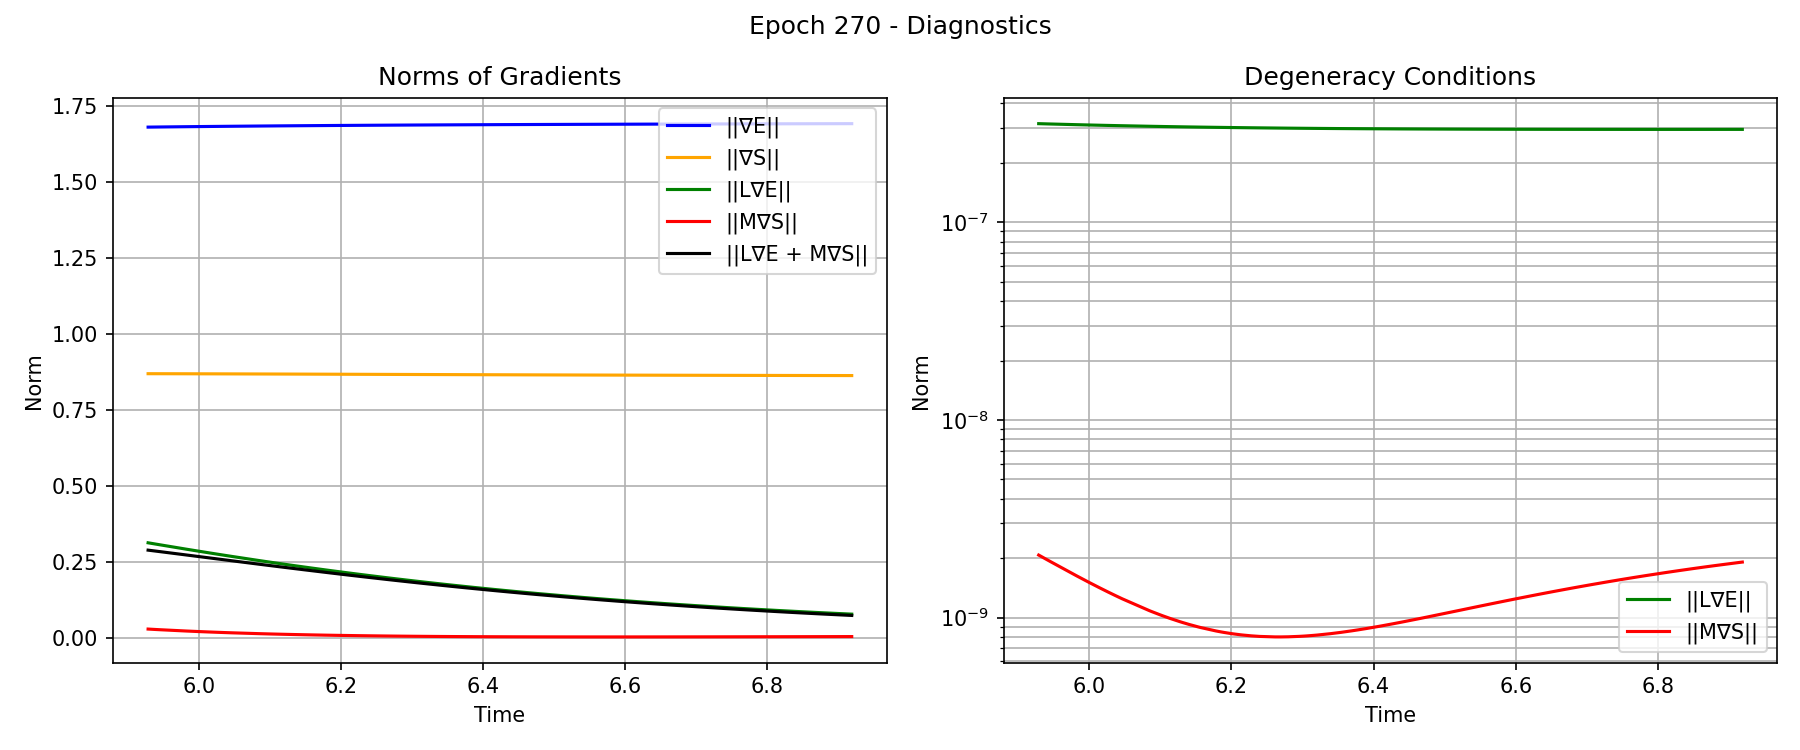 Epoch 270 - Diagnostics
Norms of Gradients
1.75
1.50
1.25
1.00
0.75
0.50
0.25
0.00
Norm
6.0 6.2 6.4 6.6 6.8
Time
||∇E||
||∇S||
||L∇E||
||M∇S||
||L∇E + M∇S||
Degeneracy Conditions
10⁻⁷
10⁻⁸
10⁻⁹
Norm
6.0 6.2 6.4 6.6 6.8
Time
||L∇E||
||M∇S||